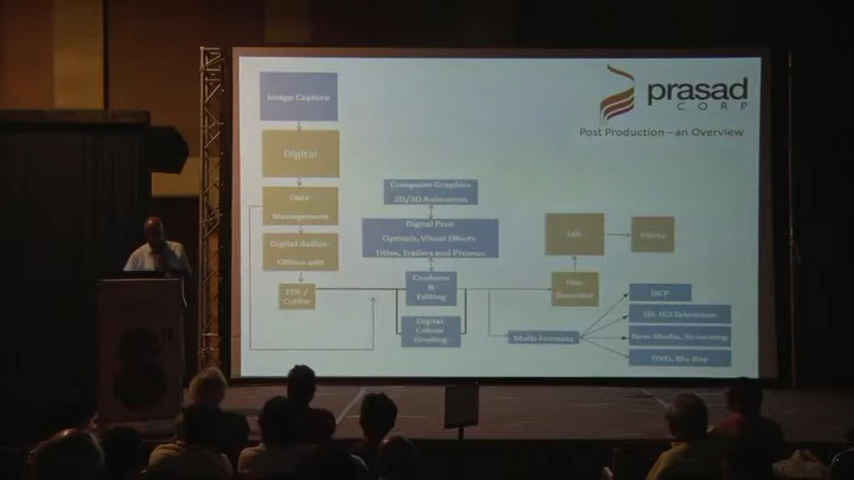 prasad
CORP
Post Production—an Overview
Image Capture
Digital
Data
Management
Digital dailies
Offline edit
EDL /
Cutlist
Computer Graphics
2D/3D Animation
Digital Post
Opticals, Visual Effects
Titles, Trailers and Promos
Conform
&
Editing
Digital
Colour
Grading
Lab
Prints
Film
Recorder
Multi-Formats
DCP
SD, HD Television
New Media, Streaming
DVD, Blu Ray